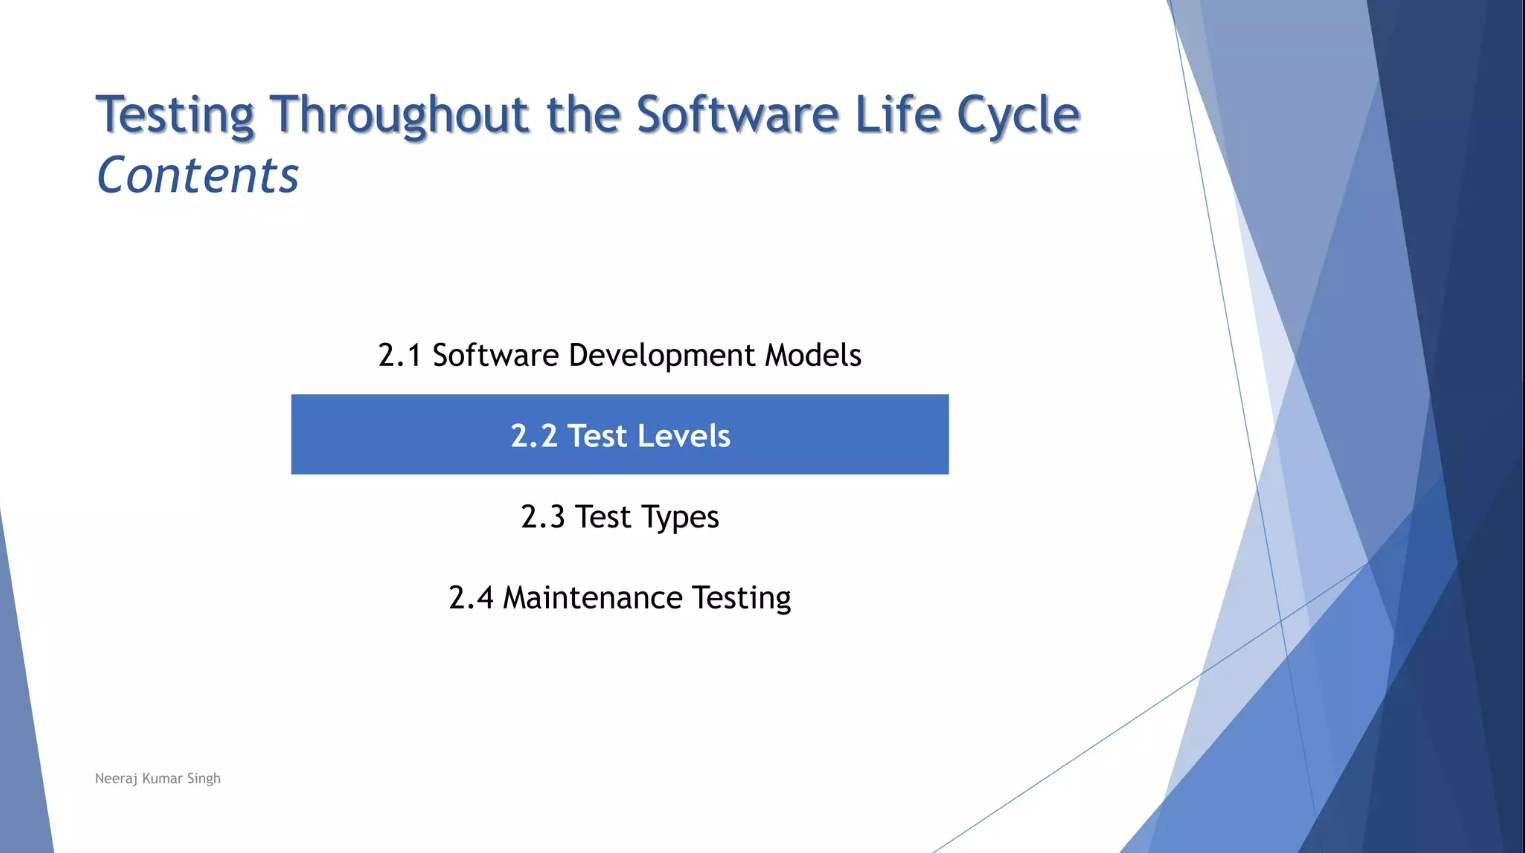 Testing Throughout the Software Life Cycle
Contents
2.1 Software Development Models
2.2 Test Levels
2.3 Test Types
2.4 Maintenance Testing
Neeraj Kumar Singh